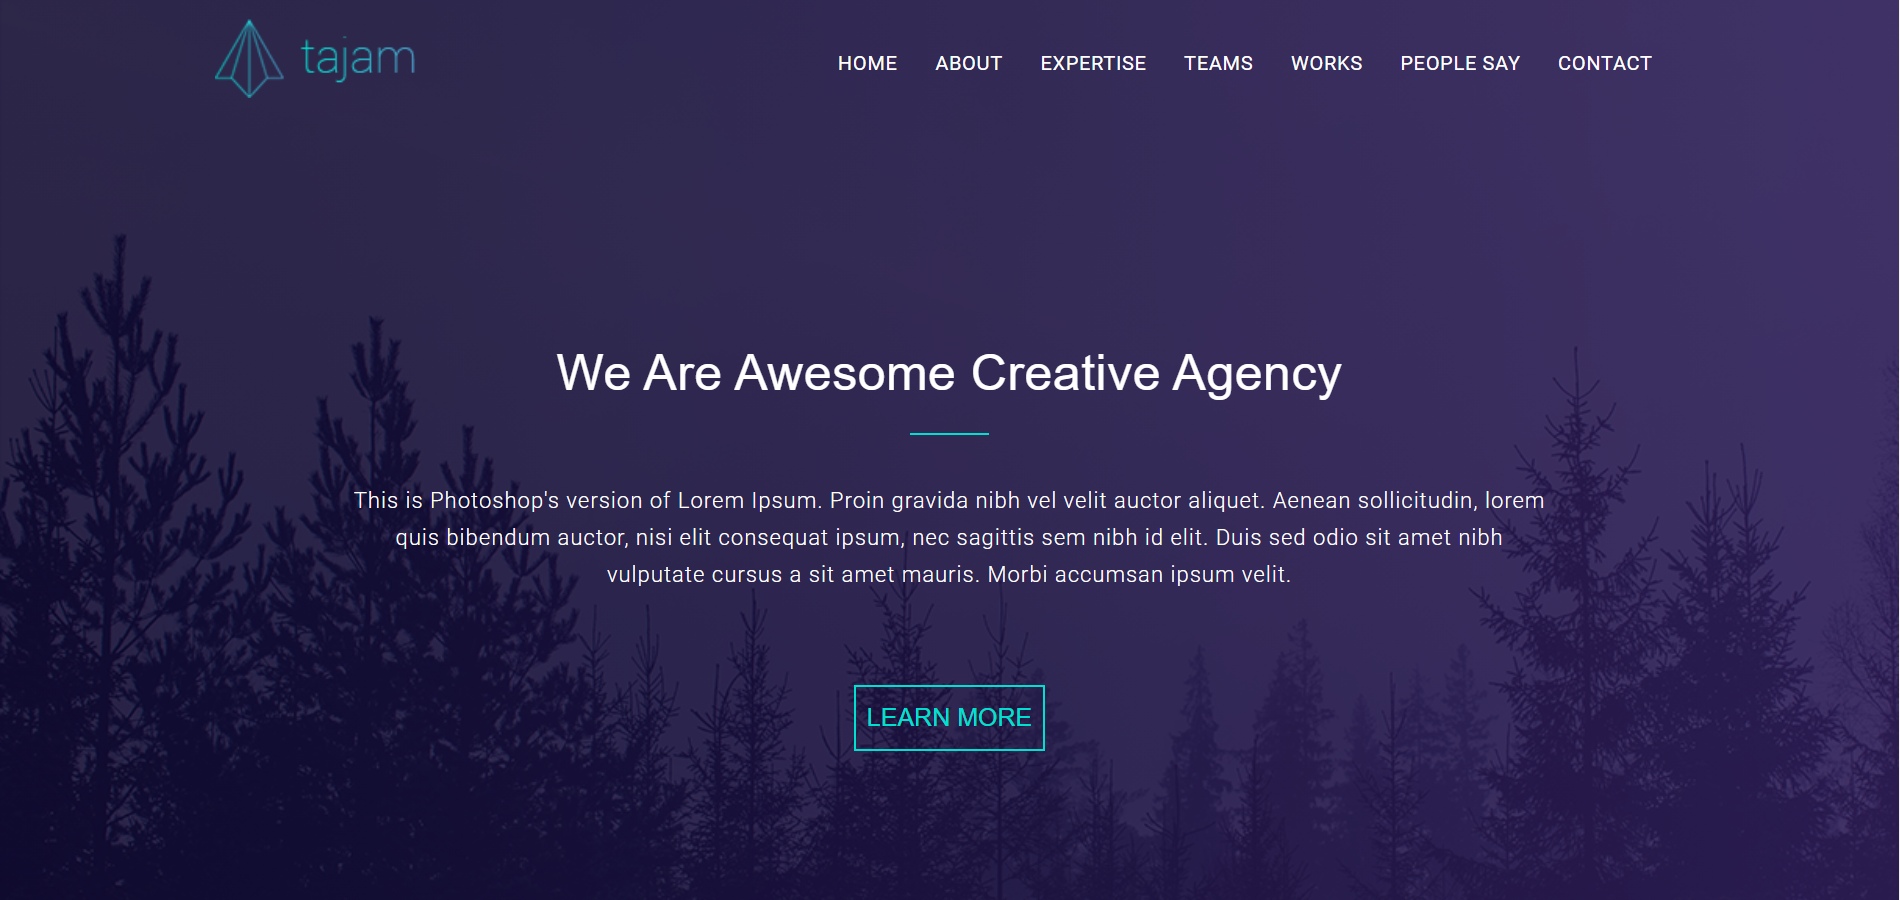 tajam
HOME ABOUT EXPERTISE TEAMS WORKS PEOPLE SAY CONTACT
We Are Awesome Creative Agency
This is Photoshop's version of Lorem Ipsum. Proin gravida nibh vel velit auctor aliquet. Aenean sollicitudin, lorem
quis bibendum auctor, nisi elit consequat ipsum, nec sagittis sem nibh id elit. Duis sed odio sit amet nibh
vulputate cursus a sit amet mauris. Morbi accumsan ipsum velit.
LEARN MORE